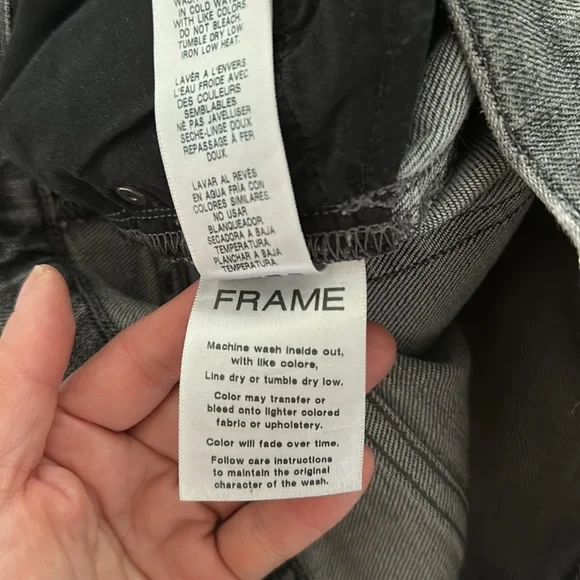 IN COLD WATER
WITH LIKE COLORS.
DO NOT BLEACH.
TUMBLE DRY LOW.
IRON LOW HEAT.
LAVÉR A L'ENVERS
L'EAU FROIDE AVEC
DES COULEURS
SEMBLABLES
NE PAS JAVELLISER
SECHE-LINGE DOUX
REPASSAGE À FER
DOUX.
LAVAR AL REVÉS
EN AGUA FRÍA CON
COLORES SIMILARES.
NO USAR
BLANQUEADOR.
SECADORA A BAJA
TEMPERATURA.
PLANCHAR A BAJA
TEMPERATURA.
FRAME
Machine wash inside out,
with like colors,
Line dry or tumble dry low.
Color may transfer or
bleed onto lighter colored
fabric or upholstery.
Color will fade over time.
Follow care instructions
to maintain the original
character of the wash.